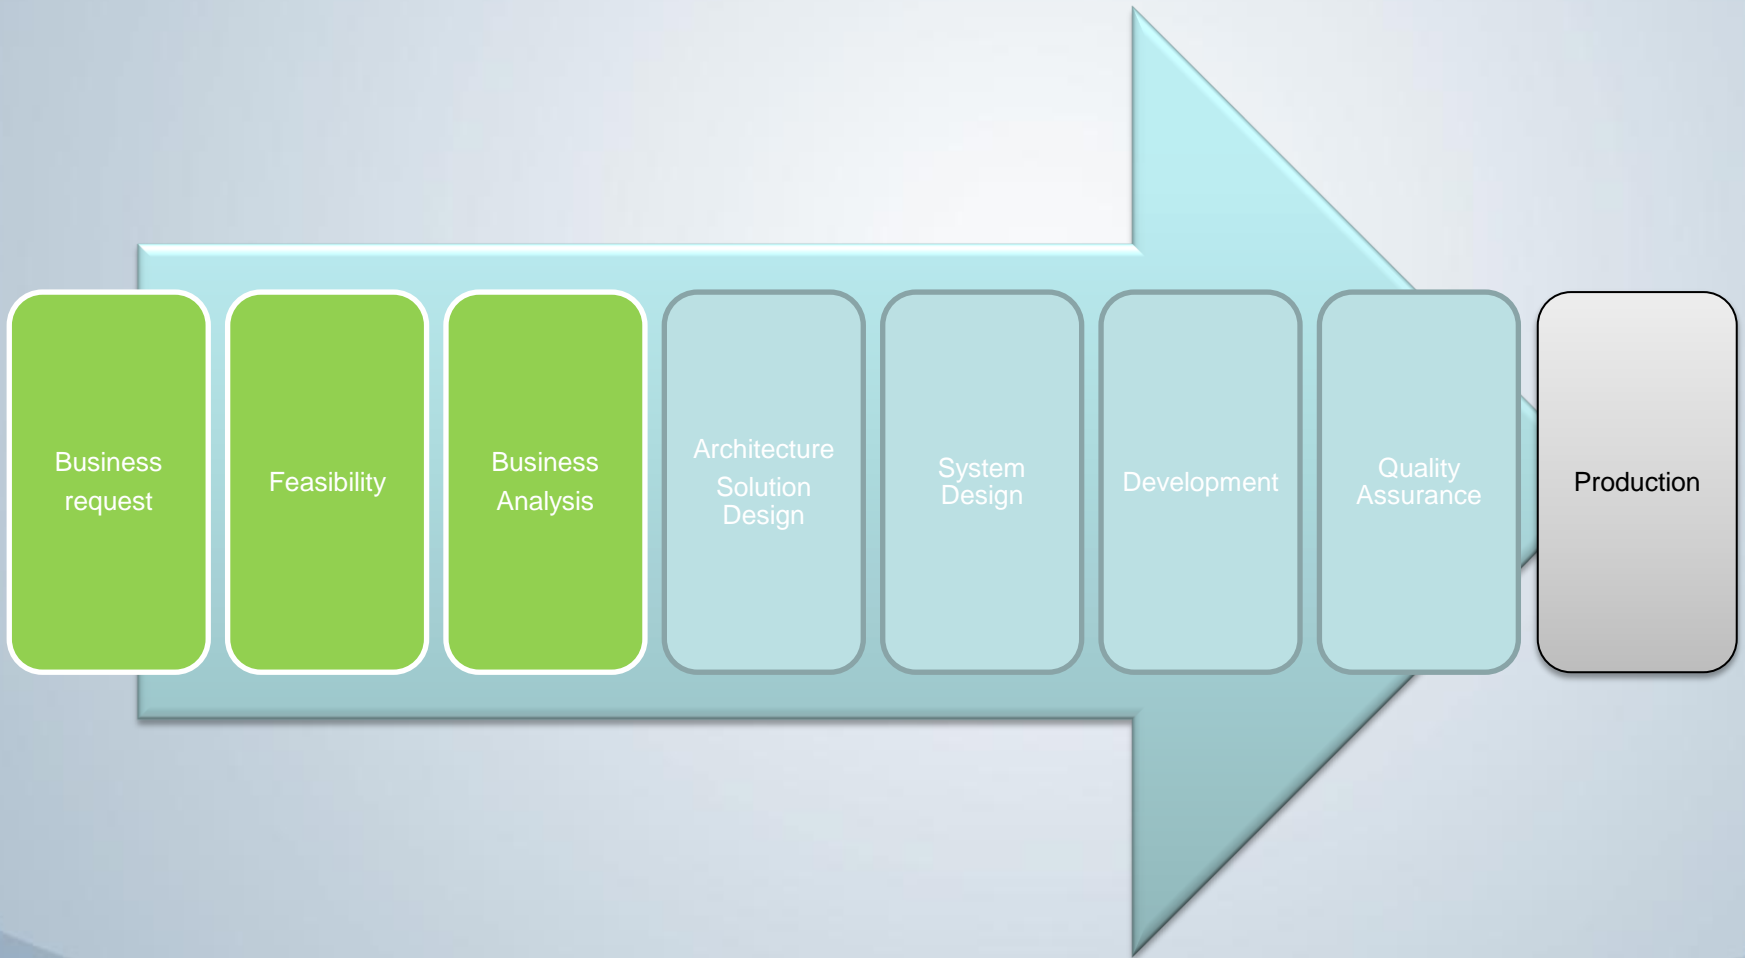 Business
request
Feasibility
Business
Analysis
Architecture
Solution
Design
System
Design
Development
Quality
Assurance
Production